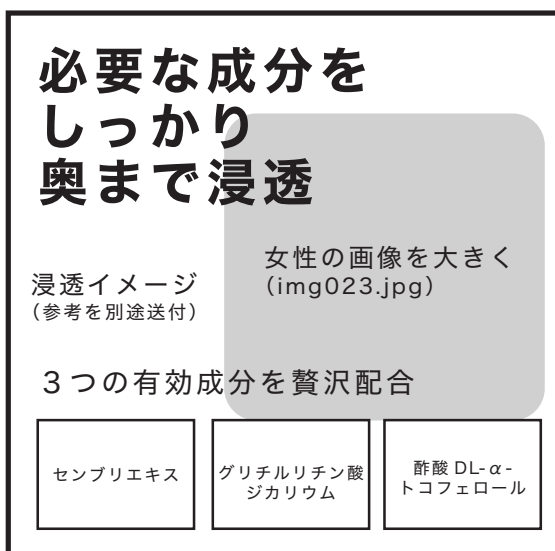 必要な成分を
しっかり
奥まで浸透
女性の画像を大きく
（img023.jpg）
浸透イメージ
（参考を別途送付）
３つの有効成分を贅沢配合
センブリエキス
グリチルリチン酸
ジカリウム
酢酸 DL-α-
トコフェロール